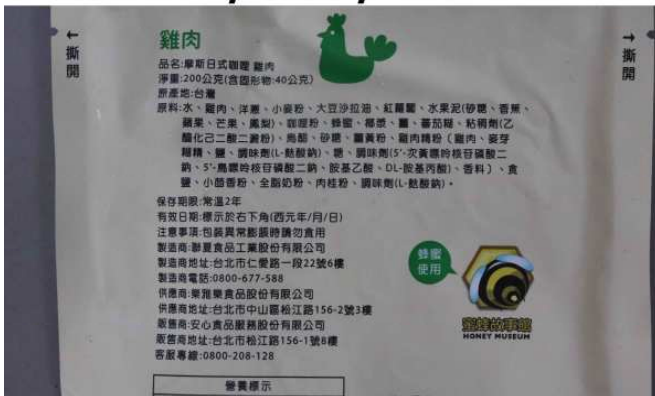 ←撕開
雞肉
品名:摩斯日式咖哩 雞肉
淨重:200公克(含固形物:40公克)
原產地:台灣
原料:水、雞肉、洋蔥、小麥粉、大豆沙拉油、紅蘿蔔、水果泥(砂糖、香蕉、
蘋果、芒果、鳳梨)、咖哩粉、蜂蜜、椰漿、薑、蕃茄糊、粘稠劑(乙
醯化己二酸二澱粉)、烏醋、砂糖、薑黃粉、雞肉精粉〔雞肉、麥芽
糊精、鹽、調味劑(L-麩酸鈉)、糖、調味劑(5'-次黃嘌呤核苷磷酸二
鈉、5'-鳥嘌呤核苷磷酸二鈉、胺基乙酸、DL-胺基丙酸)、香料〕、食
鹽、小茴香粉、全脂奶粉、肉桂粉、調味劑(L-麩酸鈉)。
保存期限:常溫2年
有效日期:標示於右下角(西元年/月/日)
注意事項:包裝異常膨脹時請勿食用
製造商:聯夏食品工業股份有限公司
製造商地址:台北市仁愛路一段22號6樓
製造商電話:0800-677-588
供應商:樂雅樂食品股份有限公司
供應商地址:台北市中山區松江路156-2號3樓
販售商:安心食品服務股份有限公司
販售商地址:台北市松江路156-1號8樓
客服專線:0800-208-128
營養標示
蜂蜜
使用
蜜蜂故事館
HONEY MUSEUM
→撕開